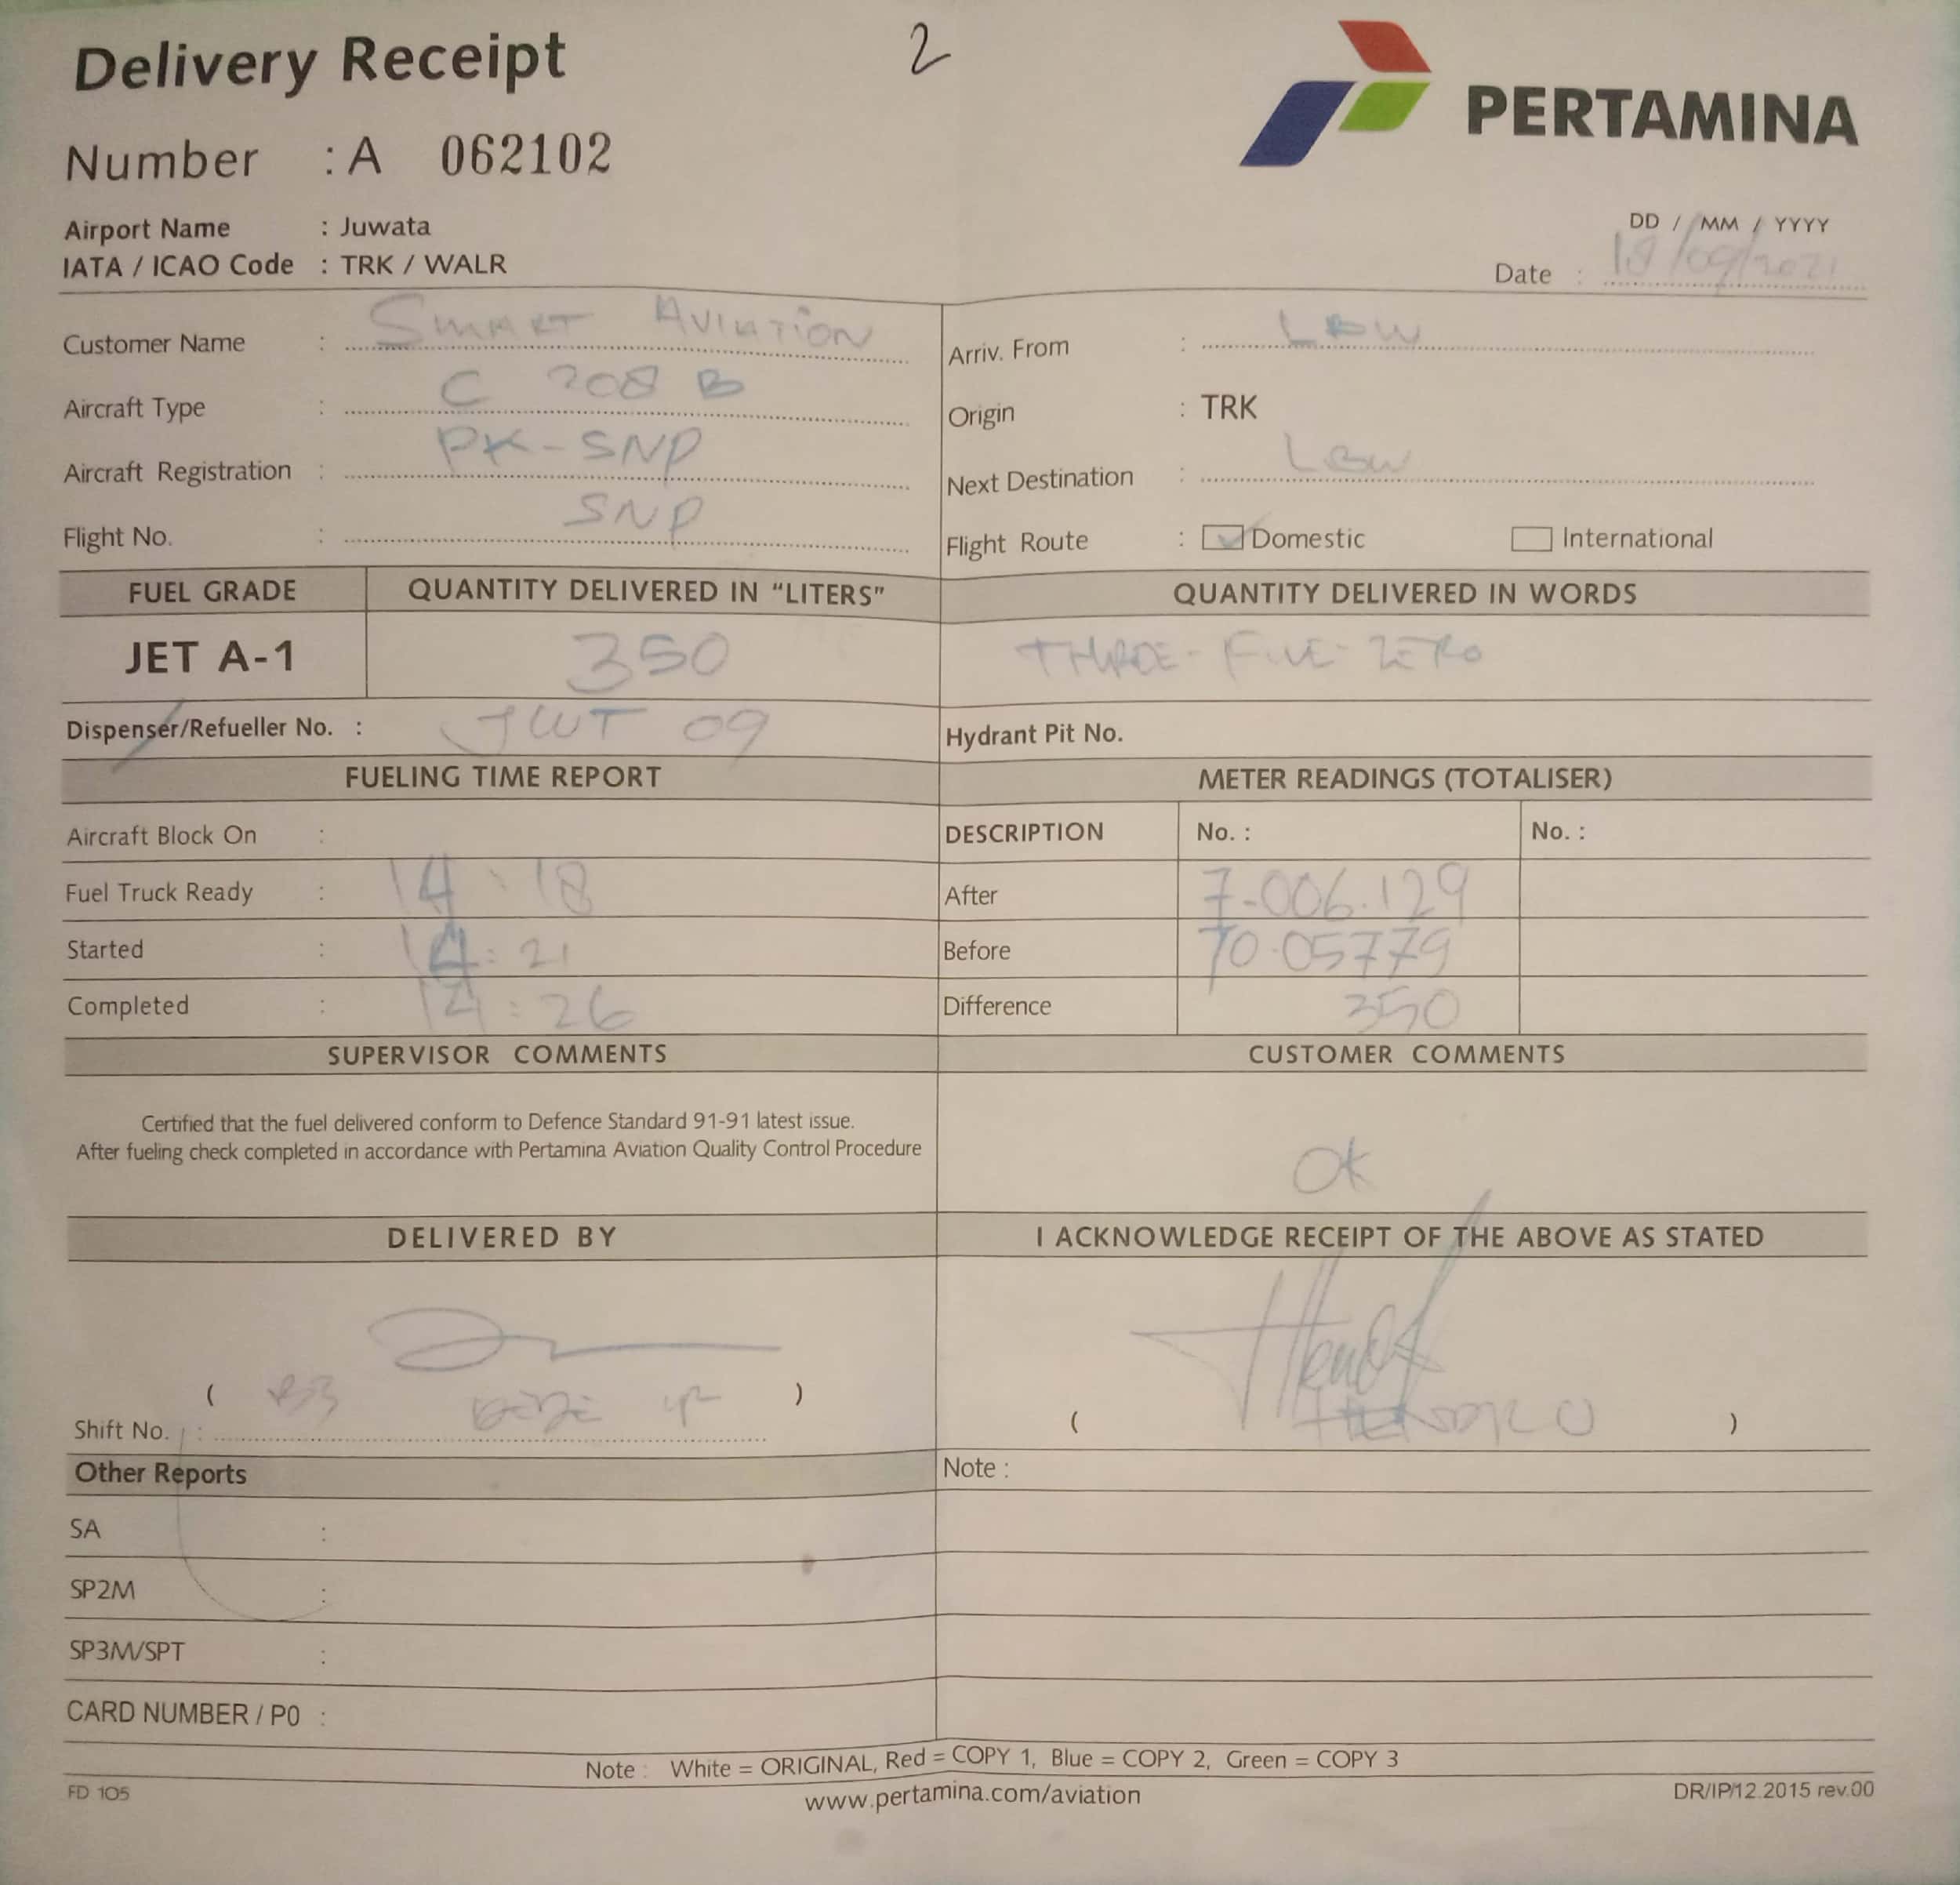 Delivery Receipt
2
PERTAMINA
Number : A 062102
Airport Name : Juwata
IATA / ICAO Code : TRK / WALR
DD / MM / YYYY
Date : 18/09/2021
Customer Name : SMART AVIATION
Arriv. From : LBW
Aircraft Type : C 208 B
Origin : TRK
Aircraft Registration : PK-SNP
Next Destination : LBW
Flight No. : SNP
Flight Route : Domestic International
FUEL GRADE QUANTITY DELIVERED IN "LITERS" QUANTITY DELIVERED IN WORDS
JET A-1 350 THREE-FIVE-ZERO
Dispenser/Refueller No. : JWT 09 Hydrant Pit No.
FUELING TIME REPORT METER READINGS (TOTALISER)
Aircraft Block On : DESCRIPTION No. : No. :
Fuel Truck Ready : 14:18 After 7.006.129
Started : 14:21 Before 70.05779
Completed : 14:26 Difference 350
SUPERVISOR COMMENTS CUSTOMER COMMENTS
Certified that the fuel delivered conform to Defence Standard 91-91 latest issue.
After fueling check completed in accordance with Pertamina Aviation Quality Control Procedure
OK
DELIVERED BY I ACKNOWLEDGE RECEIPT OF THE ABOVE AS STATED
( )
Shift No. :
( HENDRO )
Other Reports Note :
SA :
SP2M :
SP3M/SPT :
CARD NUMBER / P0 :
Note : White = ORIGINAL, Red = COPY 1, Blue = COPY 2, Green = COPY 3
FD 105 www.pertamina.com/aviation DR/IP/12.2015 rev.00